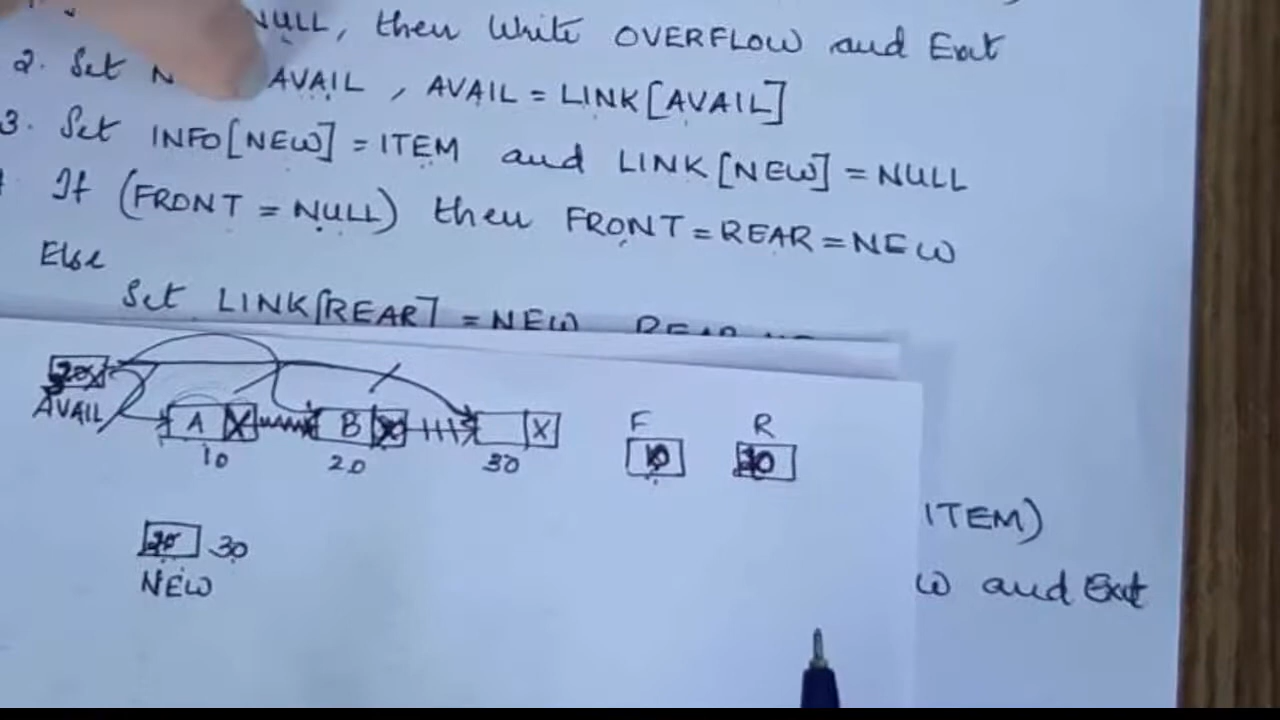 NULL, then Write OVERFLOW and Exit
2. Set N AVAIL, AVAIL = LINK[AVAIL]
3. Set INFO[NEW] = ITEM and LINK[NEW] = NULL
If (FRONT = NULL) then FRONT = REAR = NEW
Else
Set LINK[REAR] = NEW
AVAIL
A X B X F R
10 20 30
30
NEW
ITEM)
W and Exit